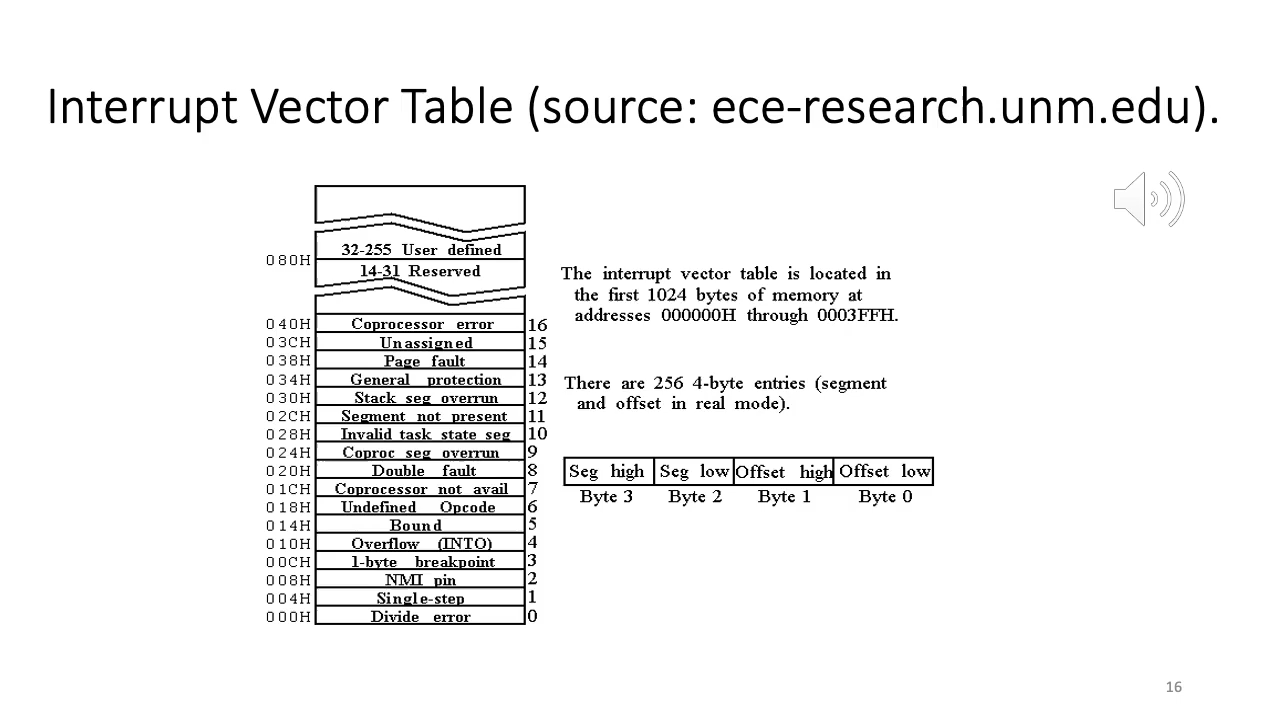 Interrupt Vector Table (source: ece-research.unm.edu).
32-255 User defined
080H
14-31 Reserved
040H Coprocessor error 16
03CH Unassigned 15
038H Page fault 14
034H General protection 13
030H Stack seg overrun 12
02CH Segment not present 11
028H Invalid task state seg 10
024H Coproc seg overrun 9
020H Double fault 8
01CH Coprocessor not avail 7
018H Undefined Opcode 6
014H Bound 5
010H Overflow (INTO) 4
00CH 1-byte breakpoint 3
008H NMI pin 2
004H Single-step 1
000H Divide error 0
The interrupt vector table is located in
the first 1024 bytes of memory at
addresses 000000H through 0003FFH.
There are 256 4-byte entries (segment
and offset in real mode).
Seg high Seg low Offset high Offset low
Byte 3 Byte 2 Byte 1 Byte 0
16